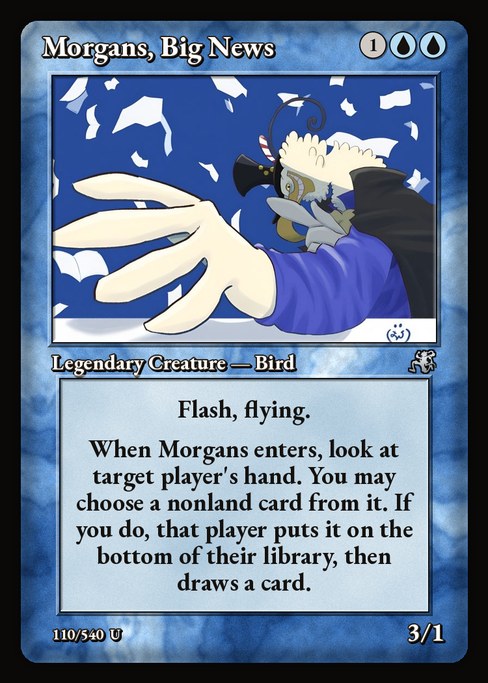 Morgans, Big News 1
Legendary Creature — Bird
Flash, flying.
When Morgans enters, look at
target player's hand. You may
choose a nonland card from it. If
you do, that player puts it on the
bottom of their library, then
draws a card.
110/540 U 3/1